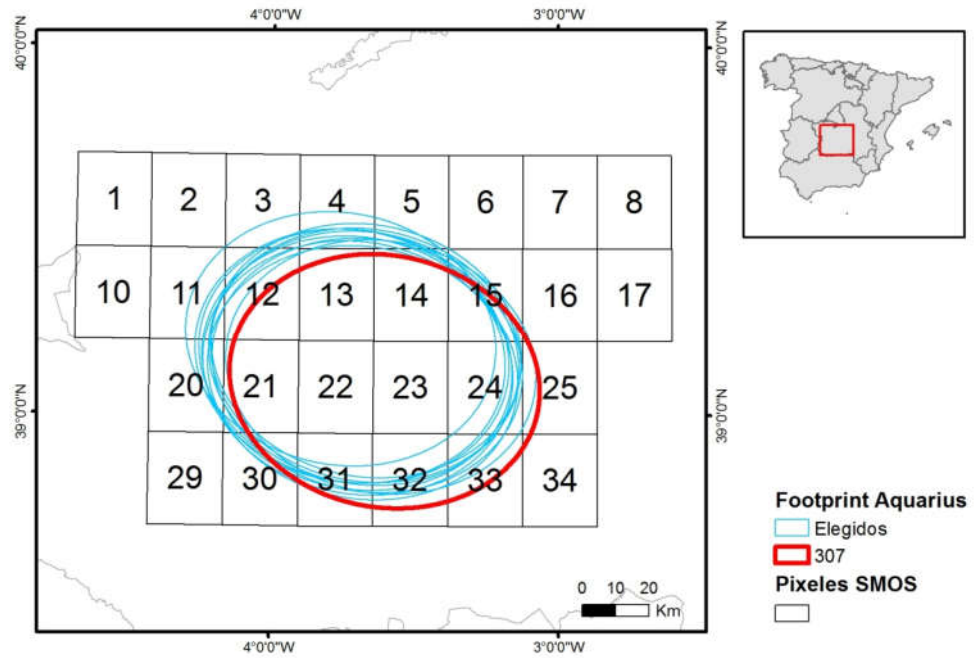 4°0'0"W 3°0'0"W
40°0'0"N 40°0'0"N
1 2 3 4 5 6 7 8
10 11 12 13 14 15 16 17
20 21 22 23 24 25
39°0'0"N 39°0'0"N
29 30 31 32 33 34
Footprint Aquarius
Elegidos
307
Pixeles SMOS
0 10 20
Km
4°0'0"W 3°0'0"W